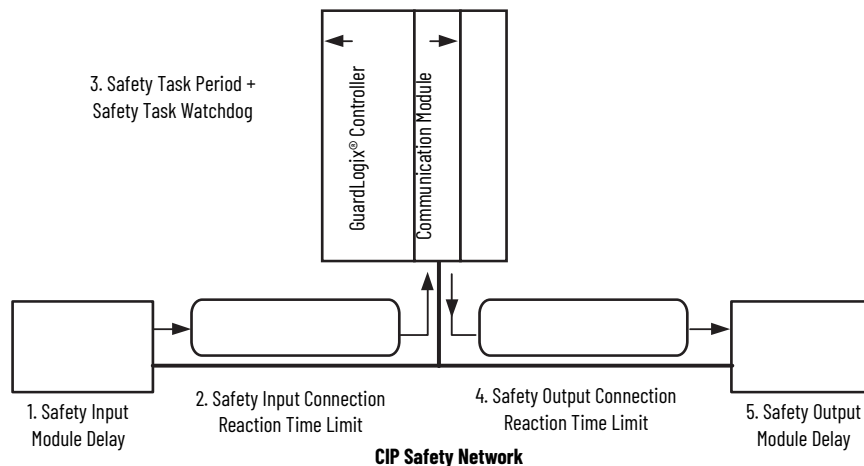 3. Safety Task Period +
Safety Task Watchdog
GuardLogix® Controller
Communication Module
1. Safety Input
Module Delay
2. Safety Input Connection
Reaction Time Limit
4. Safety Output Connection
Reaction Time Limit
5. Safety Output
Module Delay
CIP Safety Network